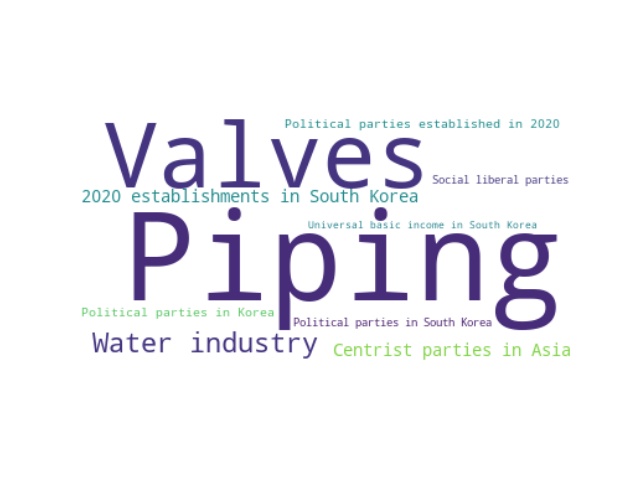 Political parties established in 2020
Valves
Social liberal parties
2020 establishments in South Korea
Universal basic income in South Korea
Piping
Political parties in Korea
Political parties in South Korea
Water industry
Centrist parties in Asia